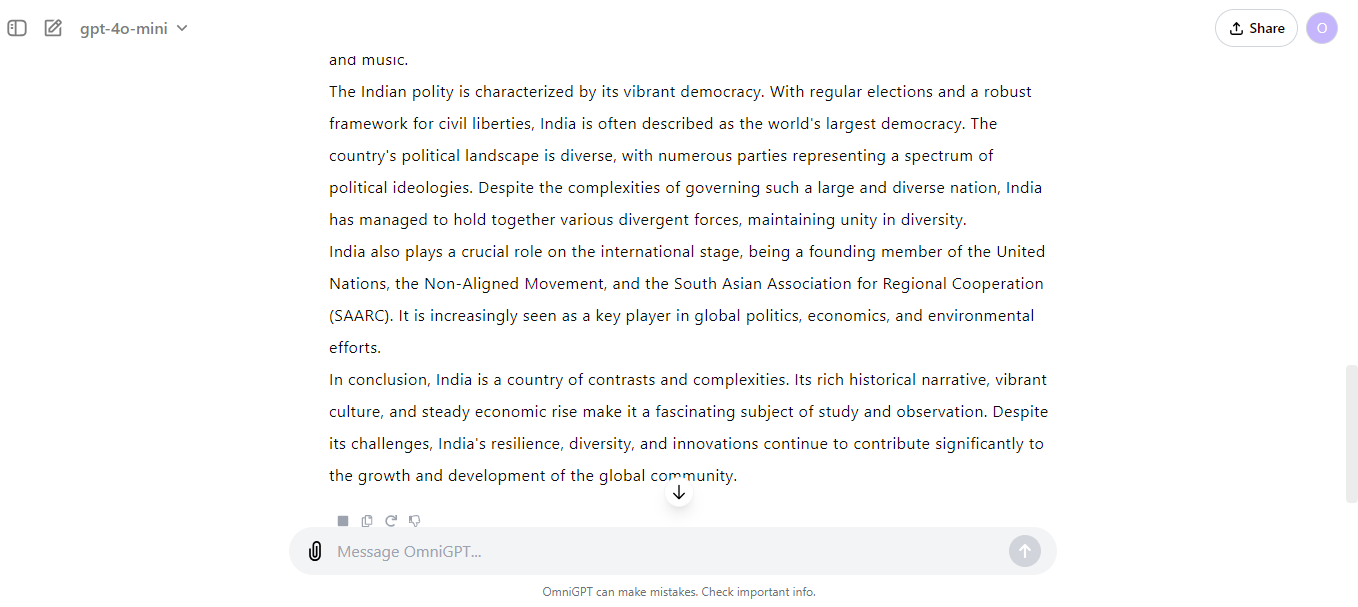 gpt-4o-mini
Share
O
and music.
The Indian polity is characterized by its vibrant democracy. With regular elections and a robust
framework for civil liberties, India is often described as the world's largest democracy. The
country's political landscape is diverse, with numerous parties representing a spectrum of
political ideologies. Despite the complexities of governing such a large and diverse nation, India
has managed to hold together various divergent forces, maintaining unity in diversity.
India also plays a crucial role on the international stage, being a founding member of the United
Nations, the Non-Aligned Movement, and the South Asian Association for Regional Cooperation
(SAARC). It is increasingly seen as a key player in global politics, economics, and environmental
efforts.
In conclusion, India is a country of contrasts and complexities. Its rich historical narrative, vibrant
culture, and steady economic rise make it a fascinating subject of study and observation. Despite
its challenges, India's resilience, diversity, and innovations continue to contribute significantly to
the growth and development of the global community.
Message OmniGPT...
OmniGPT can make mistakes. Check important info.